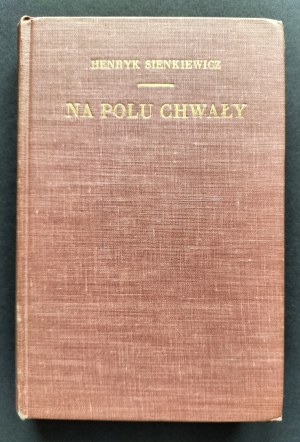 HENRYK SIENKIEWICZ
NA POLU CHWAŁY